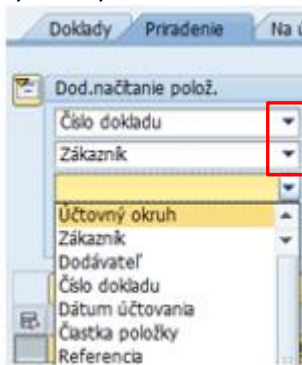 Doklady Priradenie Na
Dod.načítanie polož.
Číslo dokladu
Zákazník
Účtovný okruh
Zákazník
Dodávateľ
Číslo dokladu
Dátum účtovania
Čiastka položky
Referencia